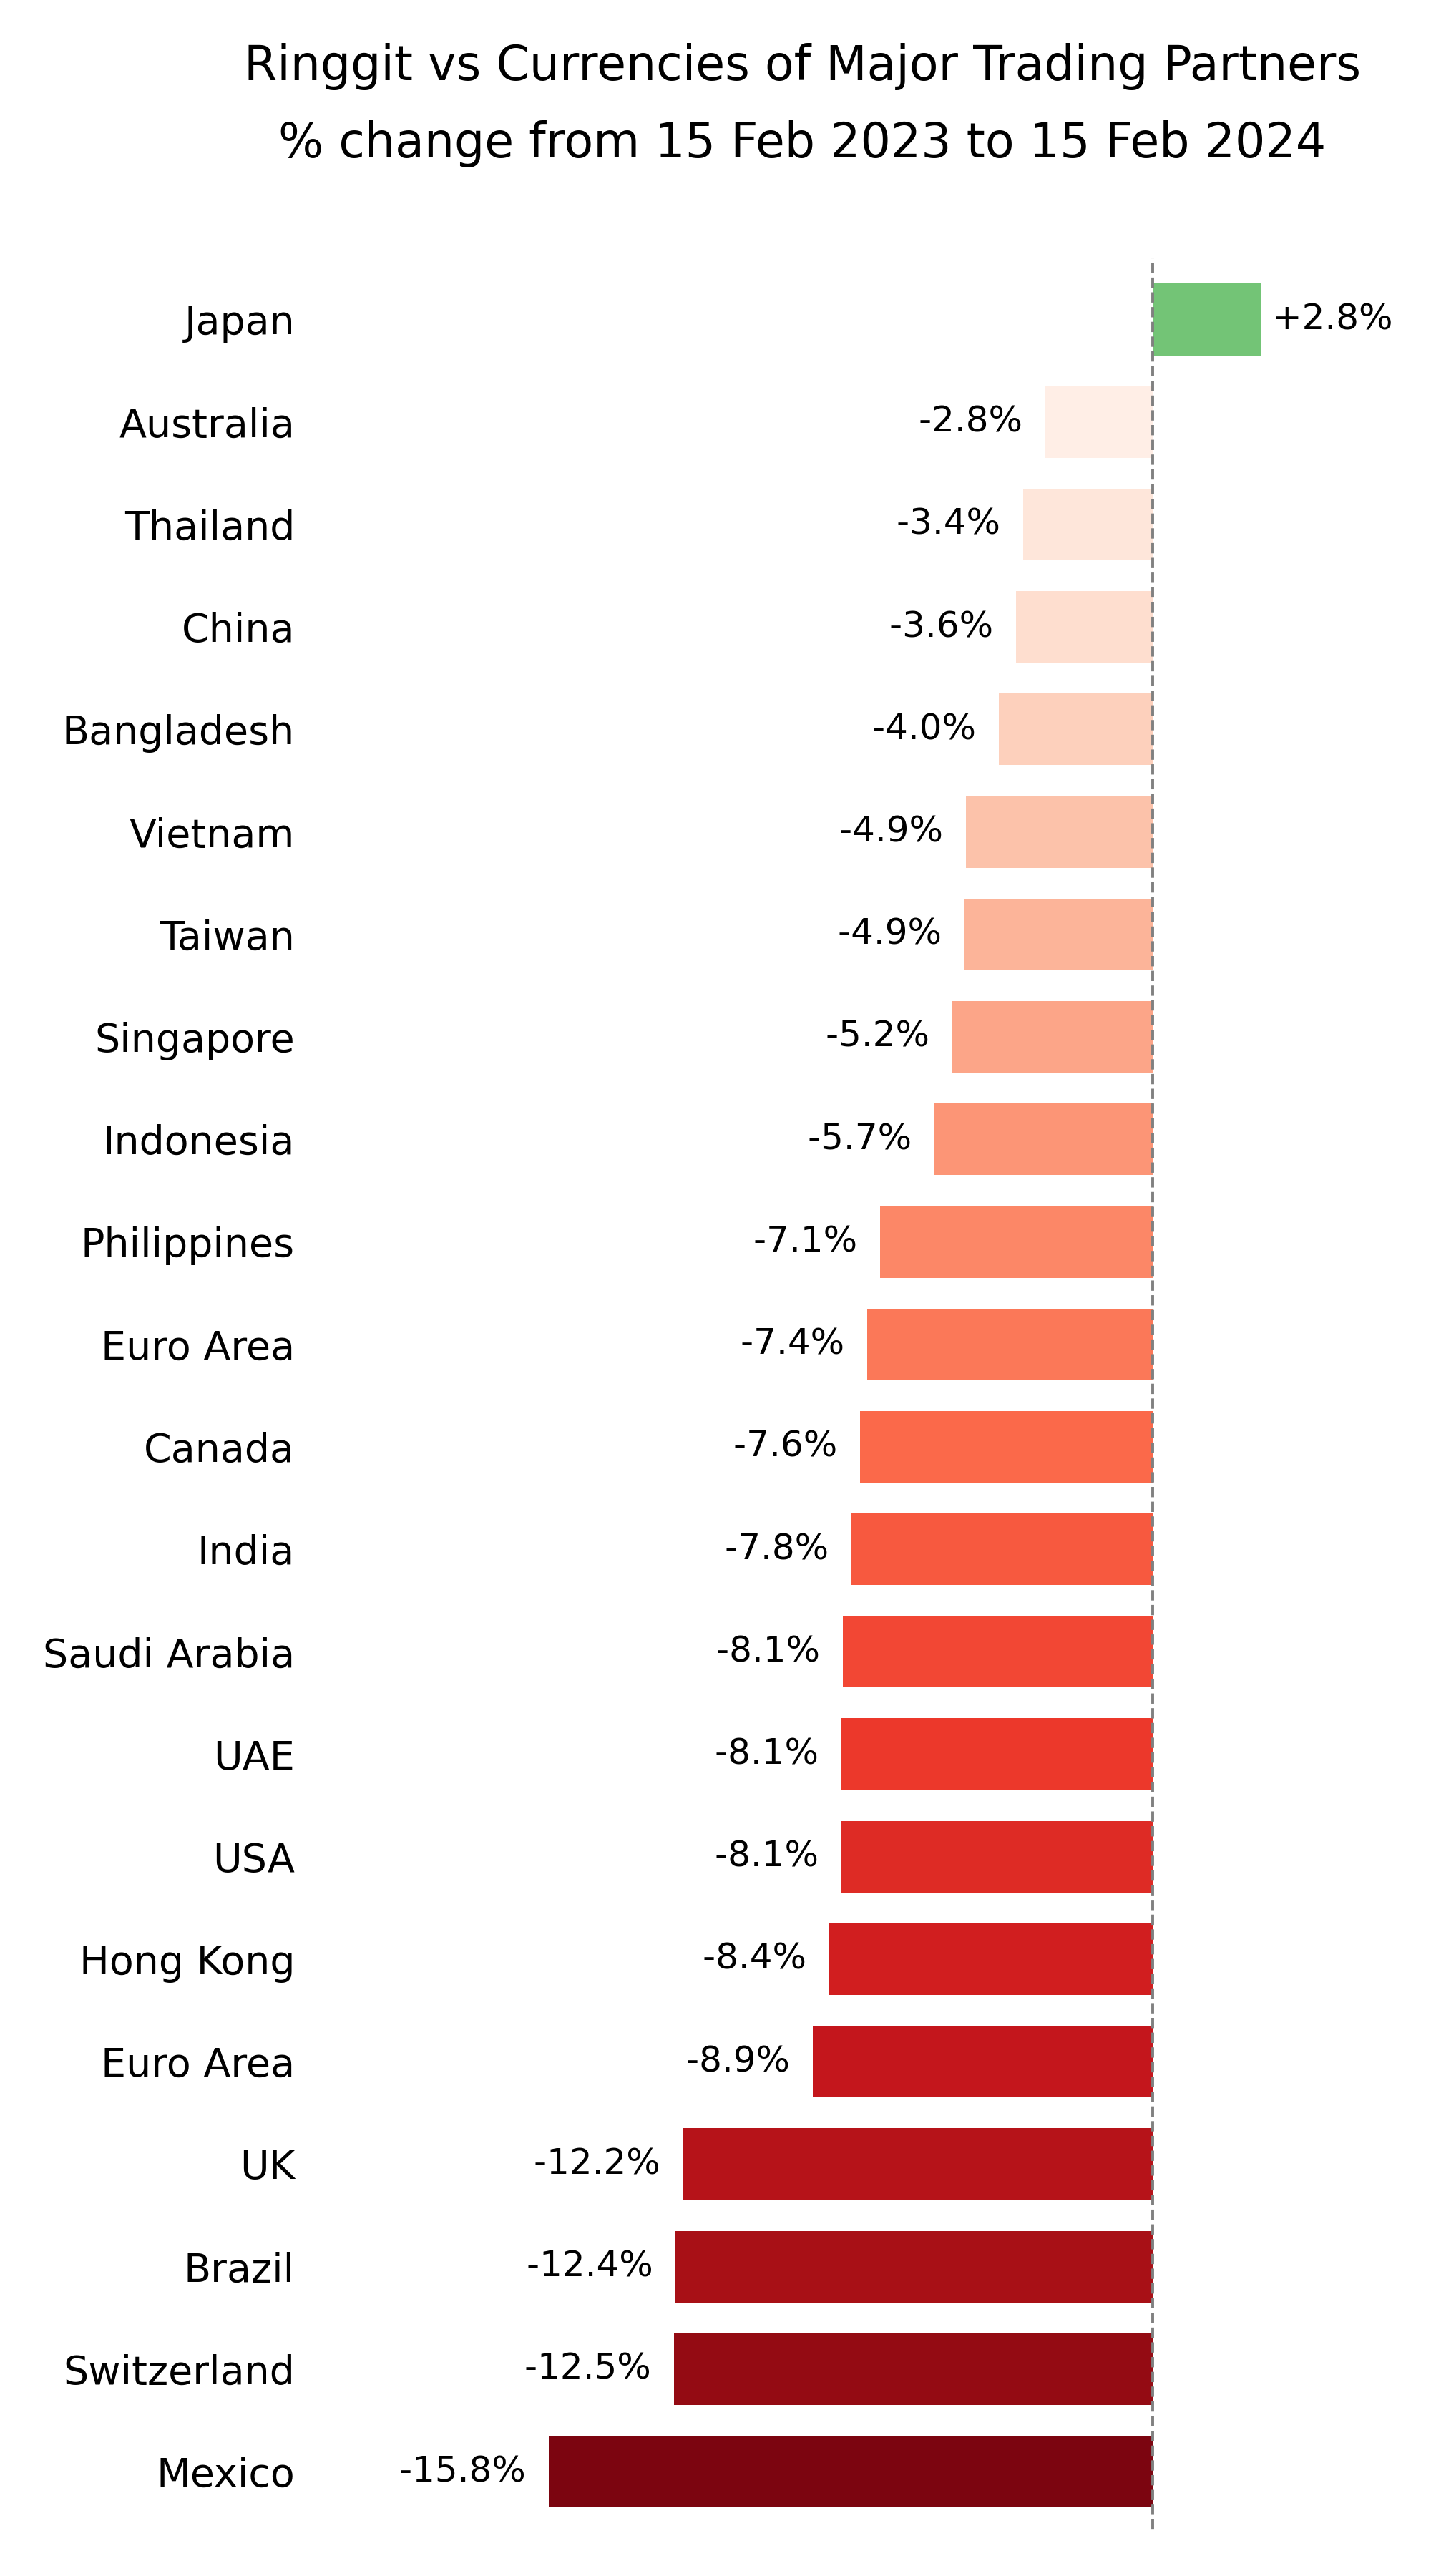 Ringgit vs Currencies of Major Trading Partners
% change from 15 Feb 2023 to 15 Feb 2024
Japan +2.8%
Australia -2.8%
Thailand -3.4%
China -3.6%
Bangladesh -4.0%
Vietnam -4.9%
Taiwan -4.9%
Singapore -5.2%
Indonesia -5.7%
Philippines -7.1%
Euro Area -7.4%
Canada -7.6%
India -7.8%
Saudi Arabia -8.1%
UAE -8.1%
USA -8.1%
Hong Kong -8.4%
Euro Area -8.9%
UK -12.2%
Brazil -12.4%
Switzerland -12.5%
Mexico -15.8%